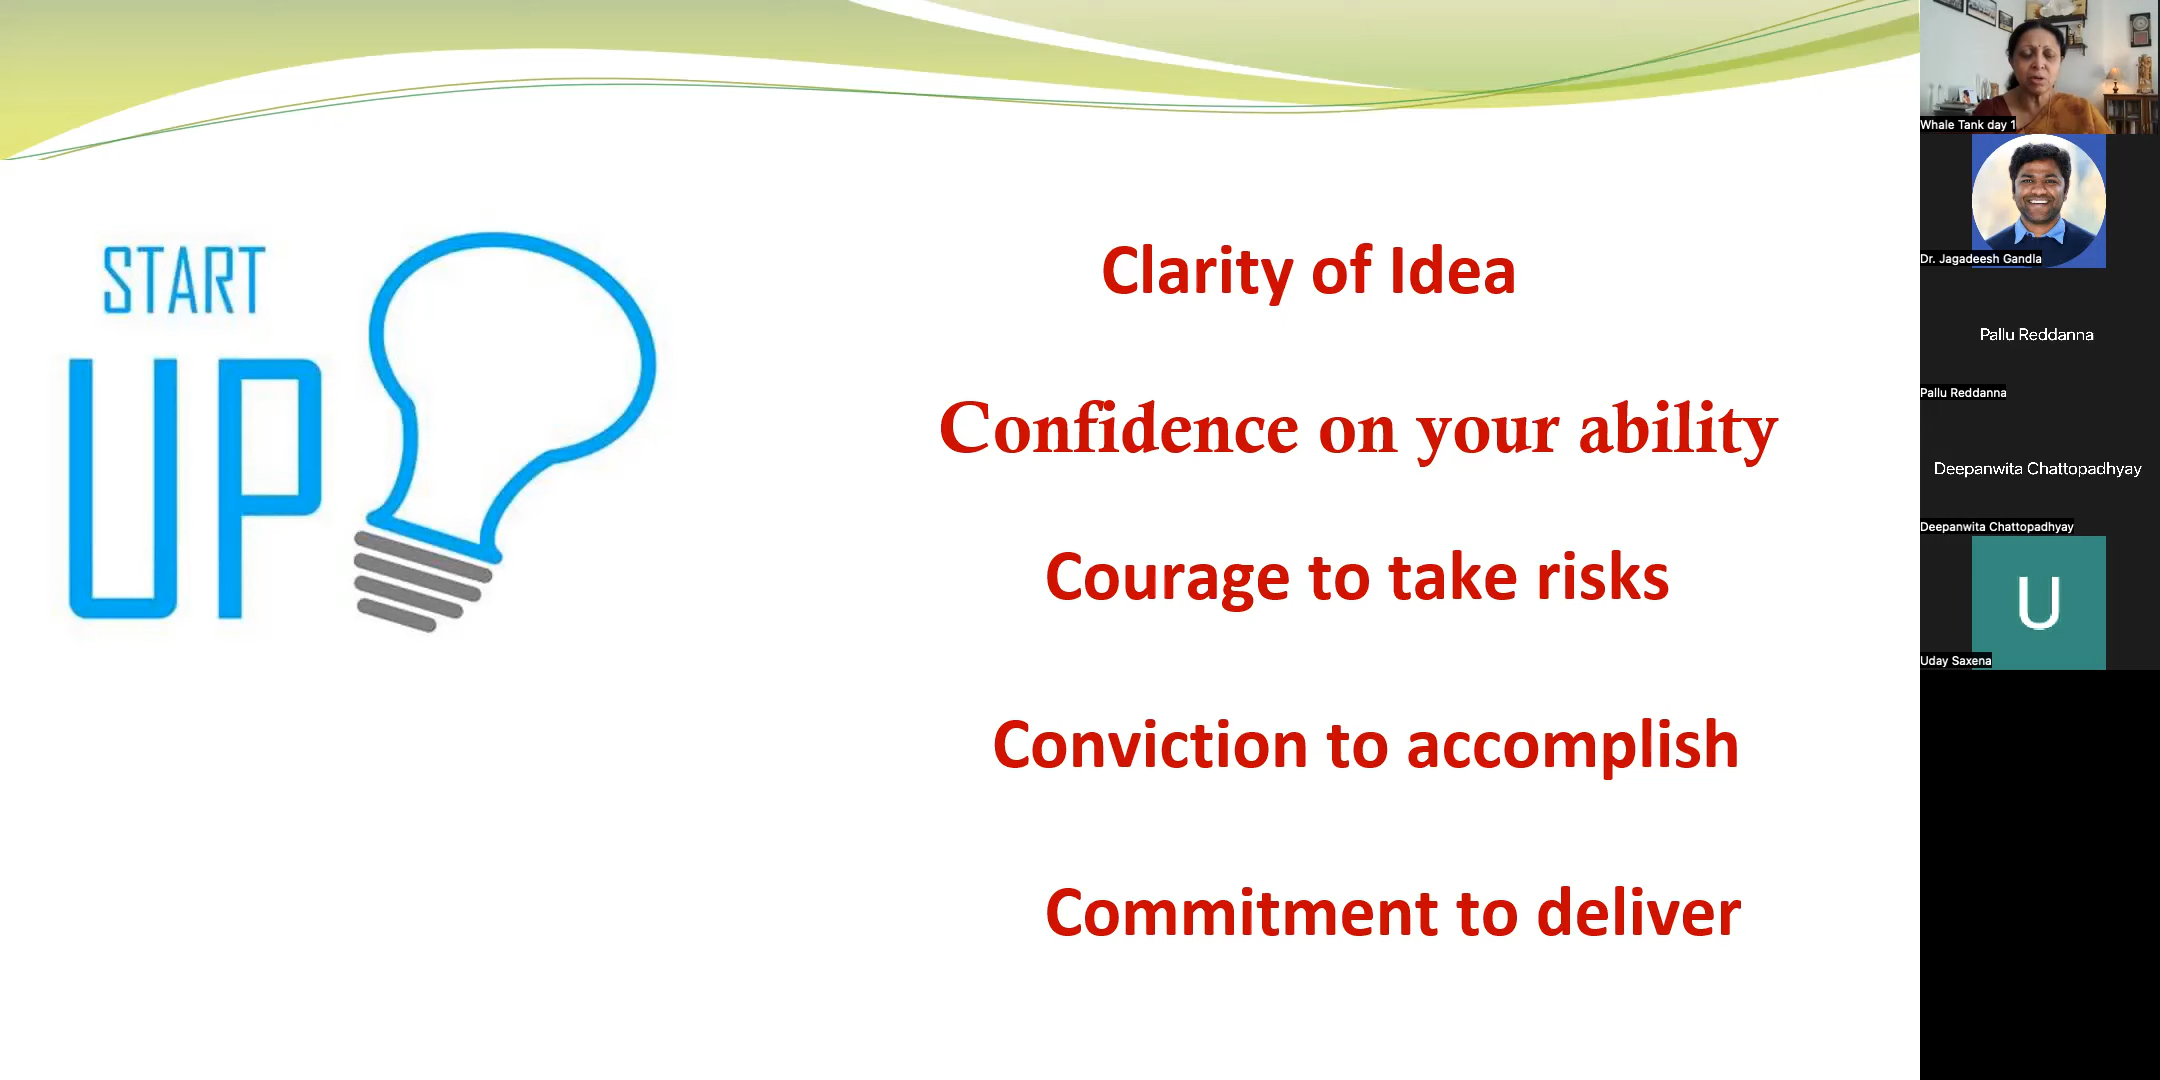 START
UP
Clarity of Idea
Confidence on your ability
Courage to take risks
Conviction to accomplish
Commitment to deliver
Whale Tank day 1
Dr. Jagadeesh Gandla
Pallu Reddanna
Pallu Reddanna
Deepanwita Chattopadhyay
Deepanwita Chattopadhyay
U
Uday Saxena